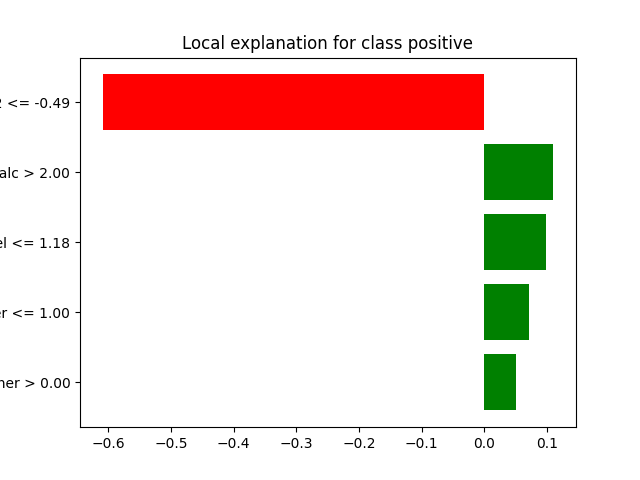 Local explanation for class positive
2 <= -0.49
alc > 2.00
el <= 1.18
er <= 1.00
her > 0.00
−0.6 −0.5 −0.4 −0.3 −0.2 −0.1 0.0 0.1